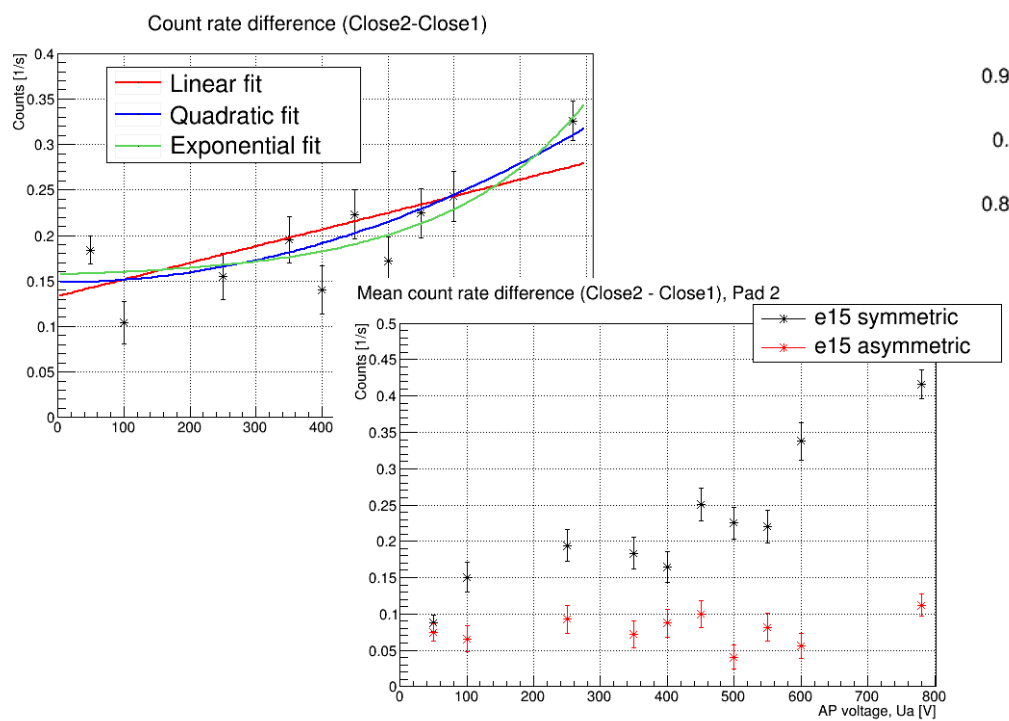 Count rate difference (Close2-Close1)
Counts [1/s]
0.4
0.35
0.3
0.25
0.2
0.15
0.1
0.05
0
0 100 200 300 400
Linear fit
Quadratic fit
Exponential fit
0.9
0.
0.8
Mean count rate difference (Close2 - Close1), Pad 2
e15 symmetric
e15 asymmetric
Counts [1/s]
0.5
0.45
0.4
0.35
0.3
0.25
0.2
0.15
0.1
0.05
0
0 100 200 300 400 500 600 700 800
AP voltage, Ua [V]